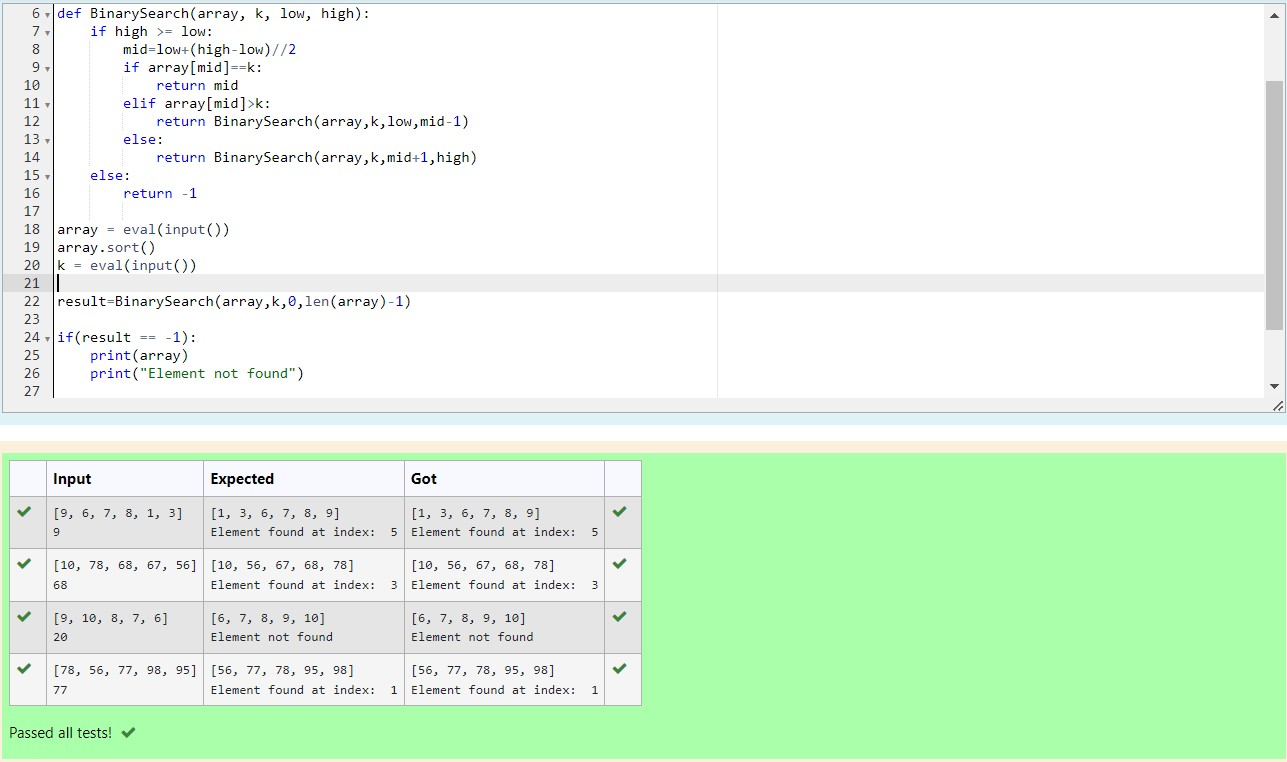 6 def BinarySearch(array, k, low, high):
7     if high >= low:
8         mid=low+(high-low)//2
9         if array[mid]==k:
10             return mid
11         elif array[mid]>k:
12             return BinarySearch(array,k,low,mid-1)
13         else:
14             return BinarySearch(array,k,mid+1,high)
15     else:
16         return -1
17
18 array = eval(input())
19 array.sort()
20 k = eval(input())
21
22 result=BinarySearch(array,k,0,len(array)-1)
23
24 if(result == -1):
25     print(array)
26     print("Element not found")
27
Input Expected Got
[9, 6, 7, 8, 1, 3] [1, 3, 6, 7, 8, 9] [1, 3, 6, 7, 8, 9]
9 Element found at index:  5 Element found at index:  5
[10, 78, 68, 67, 56] [10, 56, 67, 68, 78] [10, 56, 67, 68, 78]
68 Element found at index:  3 Element found at index:  3
[9, 10, 8, 7, 6] [6, 7, 8, 9, 10] [6, 7, 8, 9, 10]
20 Element not found Element not found
[78, 56, 77, 98, 95] [56, 77, 78, 95, 98] [56, 77, 78, 95, 98]
77 Element found at index:  1 Element found at index:  1
Passed all tests!